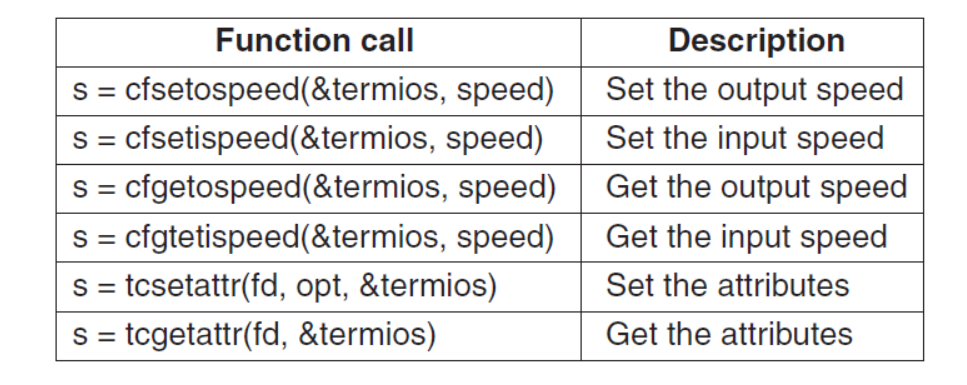 Function call Description
s = cfsetospeed(&termios, speed) Set the output speed
s = cfsetispeed(&termios, speed) Set the input speed
s = cfgetospeed(&termios, speed) Get the output speed
s = cfgtetispeed(&termios, speed) Get the input speed
s = tcsetattr(fd, opt, &termios) Set the attributes
s = tcgetattr(fd, &termios) Get the attributes